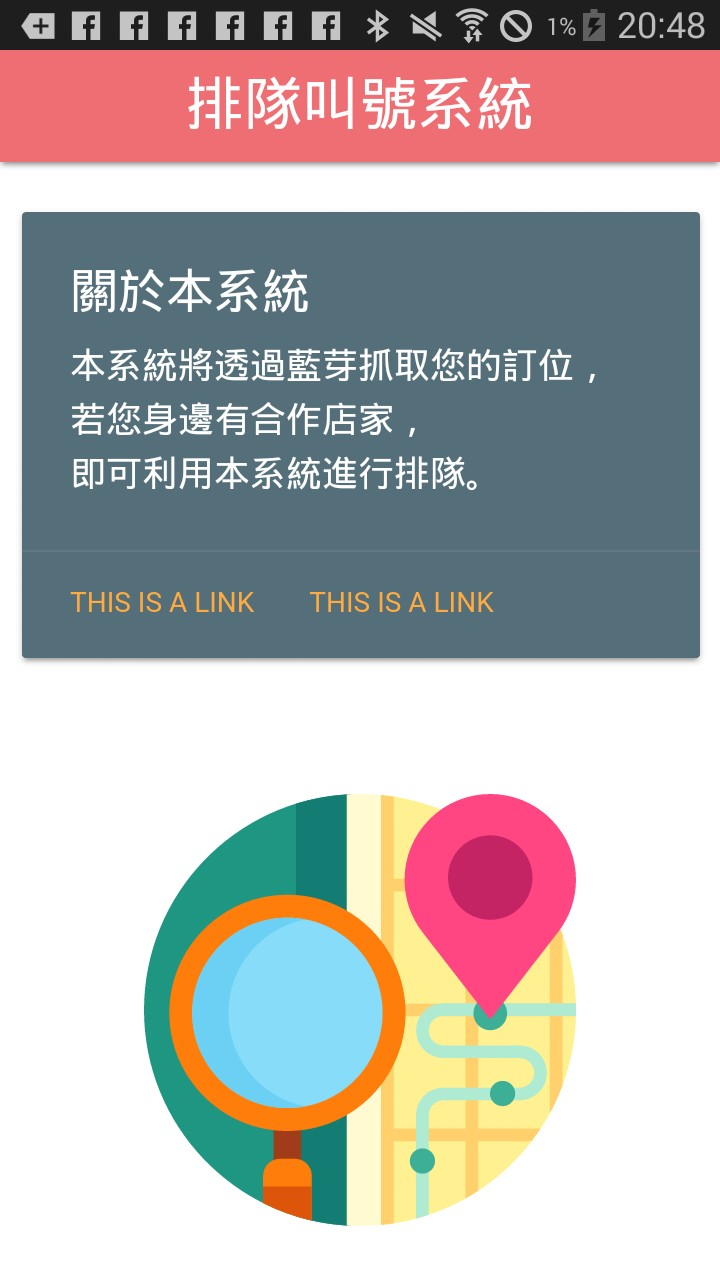 1% 20:48
排隊叫號系統
關於本系統
本系統將透過藍芽抓取您的訂位，
若您身邊有合作店家，
即可利用本系統進行排隊。
THIS IS A LINK THIS IS A LINK